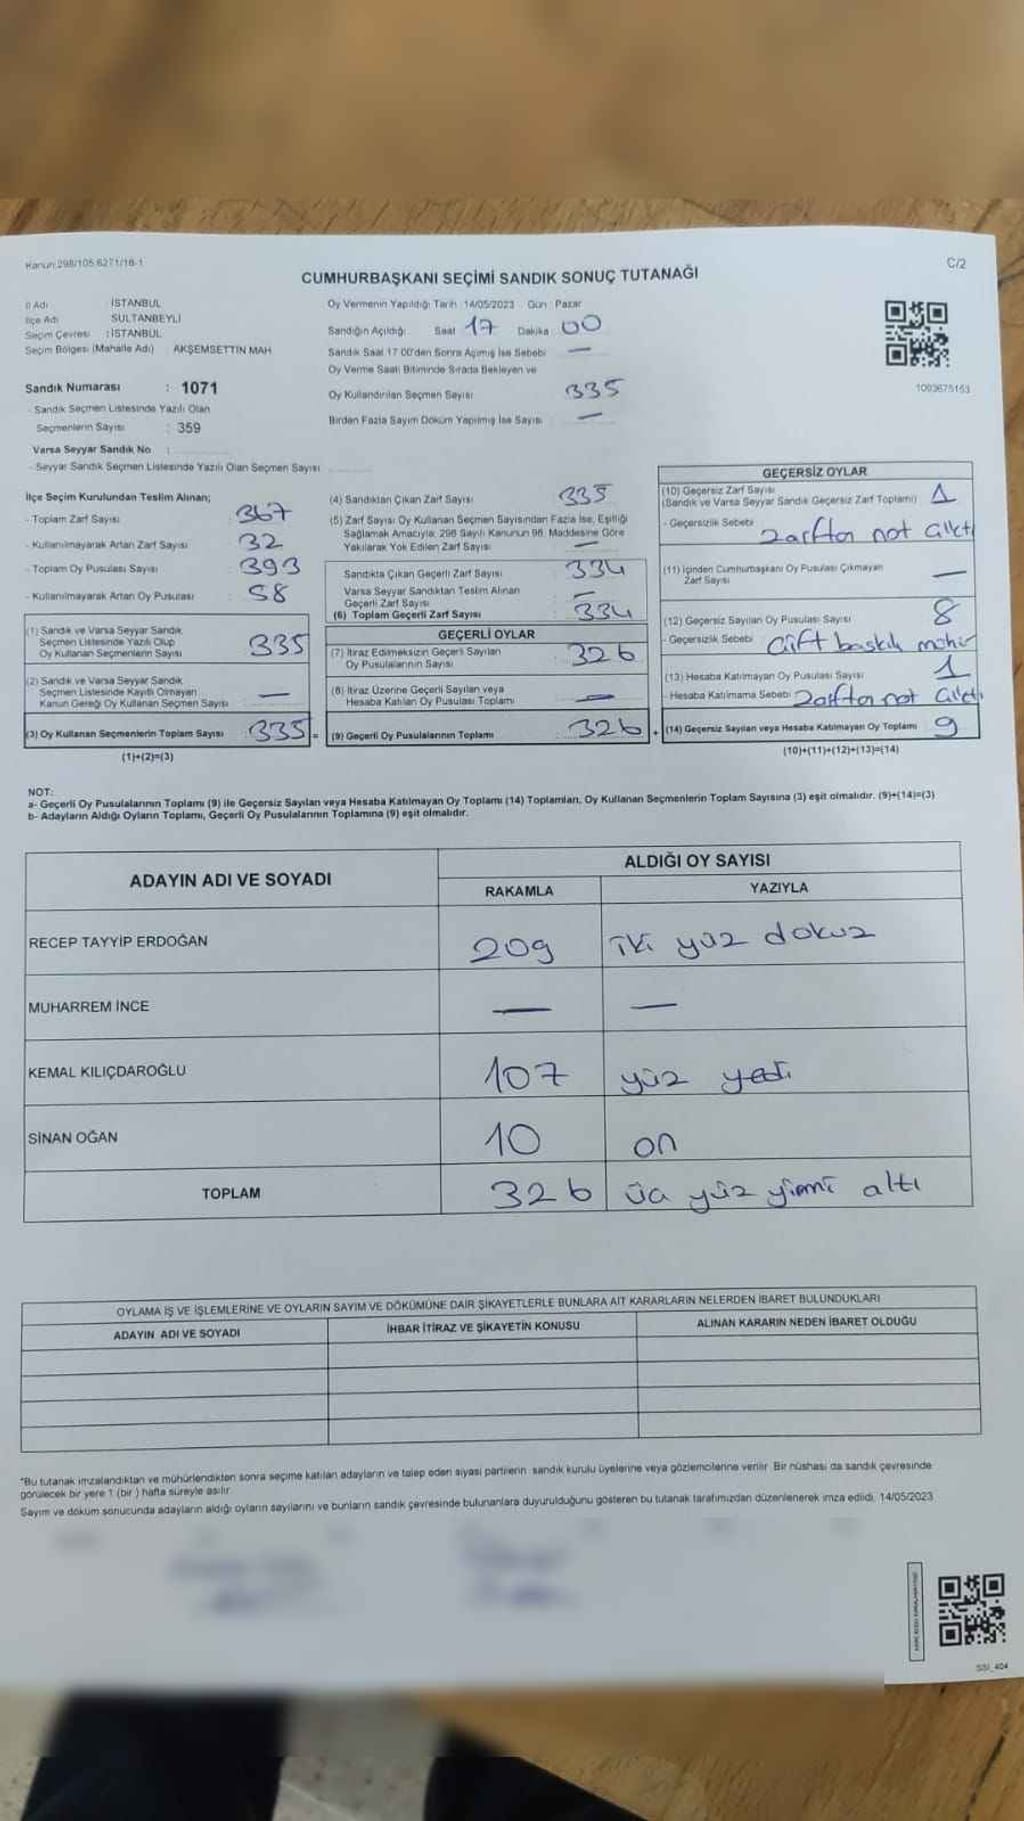 Kanun:298/105.6271/16-1
C/2
CUMHURBAŞKANI SEÇİMİ SANDIK SONUÇ TUTANAĞI
İl Adı : İSTANBUL
İlçe Adı : SULTANBEYLİ
Seçim Çevresi : İSTANBUL
Seçim Bölgesi (Mahalle Adı) AKŞEMSETTİN MAH
Sandık Numarası : 1071
- Sandık Seçmen Listesinde Yazılı Olan
Seçmenlerin Sayısı : 359
Varsa Seyyar Sandık No :
- Seyyar Sandık Seçmen Listesinde Yazılı Olan Seçmen Sayısı
Oy Vermenin Yapıldığı Tarih: 14/05/2023 Gün : Pazar
Sandığın Açıldığı: Saat 17 Dakika 00
Sandık Saat 17 00'den Sonra Açımış İse Sebebi —
Oy Verme Saati Bitiminde Sırada Bekleyen ve
Oy Kullandırılan Seçmen Sayısı 335
Birden Fazla Sayım Döküm Yapılmış İse Sayısı —
1003675153
İlçe Seçim Kurulundan Teslim Alınan;
- Toplam Zarf Sayısı 367
- Kullanılmayarak Artan Zarf Sayısı 32
- Toplam Oy Pusulası Sayısı 393
- Kullanılmayarak Artan Oy Pusulası 58
(1) Sandık ve Varsa Seyyar Sandık
Seçmen Listesinde Yazılı Olup
Oy Kullanan Seçmenlerin Sayısı 335
(2) Sandık ve Varsa Seyyar Sandık
Seçmen Listesinde Kayıtlı Olmayan
Kanun Gereği Oy Kullanan Seçmen Sayısı —
(3) Oy Kullanan Seçmenlerin Toplam Sayısı 335 =
(1)+(2)=(3)
(4) Sandıktan Çıkan Zarf Sayısı 335
(5) Zarf Sayısı Oy Kullanan Seçmen Sayısından Fazla İse, Eşitliği
Sağlamak Amacıyla, 298 Sayılı Kanunun 98. Maddesine Göre
Yakılarak Yok Edilen Zarf Sayısı —
Sandıkta Çıkan Geçerli Zarf Sayısı : 334
Varsa Seyyar Sandıktan Teslim Alınan
Geçerli Zarf Sayısı : —
(6) Toplam Geçerli Zarf Sayısı : 334
GEÇERLİ OYLAR
(7) İtiraz Edilmeksizin Geçerli Sayılan
Oy Pusulalarının Sayısı 326
(8) İtiraz Üzerine Geçerli Sayılan veya
Hesaba Katılan Oy Pusulası Toplamı —
(9) Geçerli Oy Pusulalarının Toplamı 326 +
GEÇERSİZ OYLAR
(10) Geçersiz Zarf Sayısı
(Sandık ve Varsa Seyyar Sandık Geçersiz Zarf Toplamı) 1
- Geçersizlik Sebebi zarftan not çıktı
(11) İçinden Cumhurbaşkanı Oy Pusulası Çıkmayan
Zarf Sayısı —
(12) Geçersiz Sayılan Oy Pusulası Sayısı 8
- Geçersizlik Sebebi çift baskılı mühür
(13) Hesaba Katılmayan Oy Pusulası Sayısı 1
- Hesaba Katılmama Sebebi zarftan not çıktı
(14) Geçersiz Sayılan veya Hesaba Katılmayan Oy Toplamı 9
(10)+(11)+(12)+(13)=(14)
NOT:
a- Geçerli Oy Pusulalarının Toplamı (9) ile Geçersiz Sayılan veya Hesaba Katılmayan Oy Toplamı (14) Toplamları, Oy Kullanan Seçmenlerin Toplam Sayısına (3) eşit olmalıdır. (9)+(14)=(3)
b- Adayların Aldığı Oyların Toplamı, Geçerli Oy Pusulalarının Toplamına (9) eşit olmalıdır.
ADAYIN ADI VE SOYADI
ALDIĞI OY SAYISI
RAKAMLA YAZIYLA
RECEP TAYYİP ERDOĞAN 209 iki yüz dokuz
MUHARREM İNCE — —
KEMAL KILIÇDAROĞLU 107 yüz yedi
SİNAN OĞAN 10 on
TOPLAM 326 üç yüz yirmi altı
OYLAMA İŞ VE İŞLEMLERİNE VE OYLARIN SAYIM VE DÖKÜMÜNE DAİR ŞİKAYETLERLE BUNLARA AİT KARARLARIN NELERDEN İBARET BULUNDUKLARI
ADAYIN ADI VE SOYADI İHBAR İTİRAZ VE ŞİKAYETİN KONUSU ALINAN KARARIN NEDEN İBARET OLDUĞU
*Bu tutanak imzalandıktan ve mühürlendikten sonra seçime katılan adayların ve talep eden siyasi partilerin sandık kurulu üyelerine veya gözlemcilerine verilir. Bir nüshası da sandık çevresinde
görülecek bir yere 1 (bir ) hafta süreyle asılır.
Sayım ve döküm sonucunda adayların aldığı oyların sayılarını ve bunların sandık çevresinde bulunanlara duyurulduğunu gösteren bu tutanak tarafımızdan düzenlenerek imza edildi. 14/05/2023
SSI_404